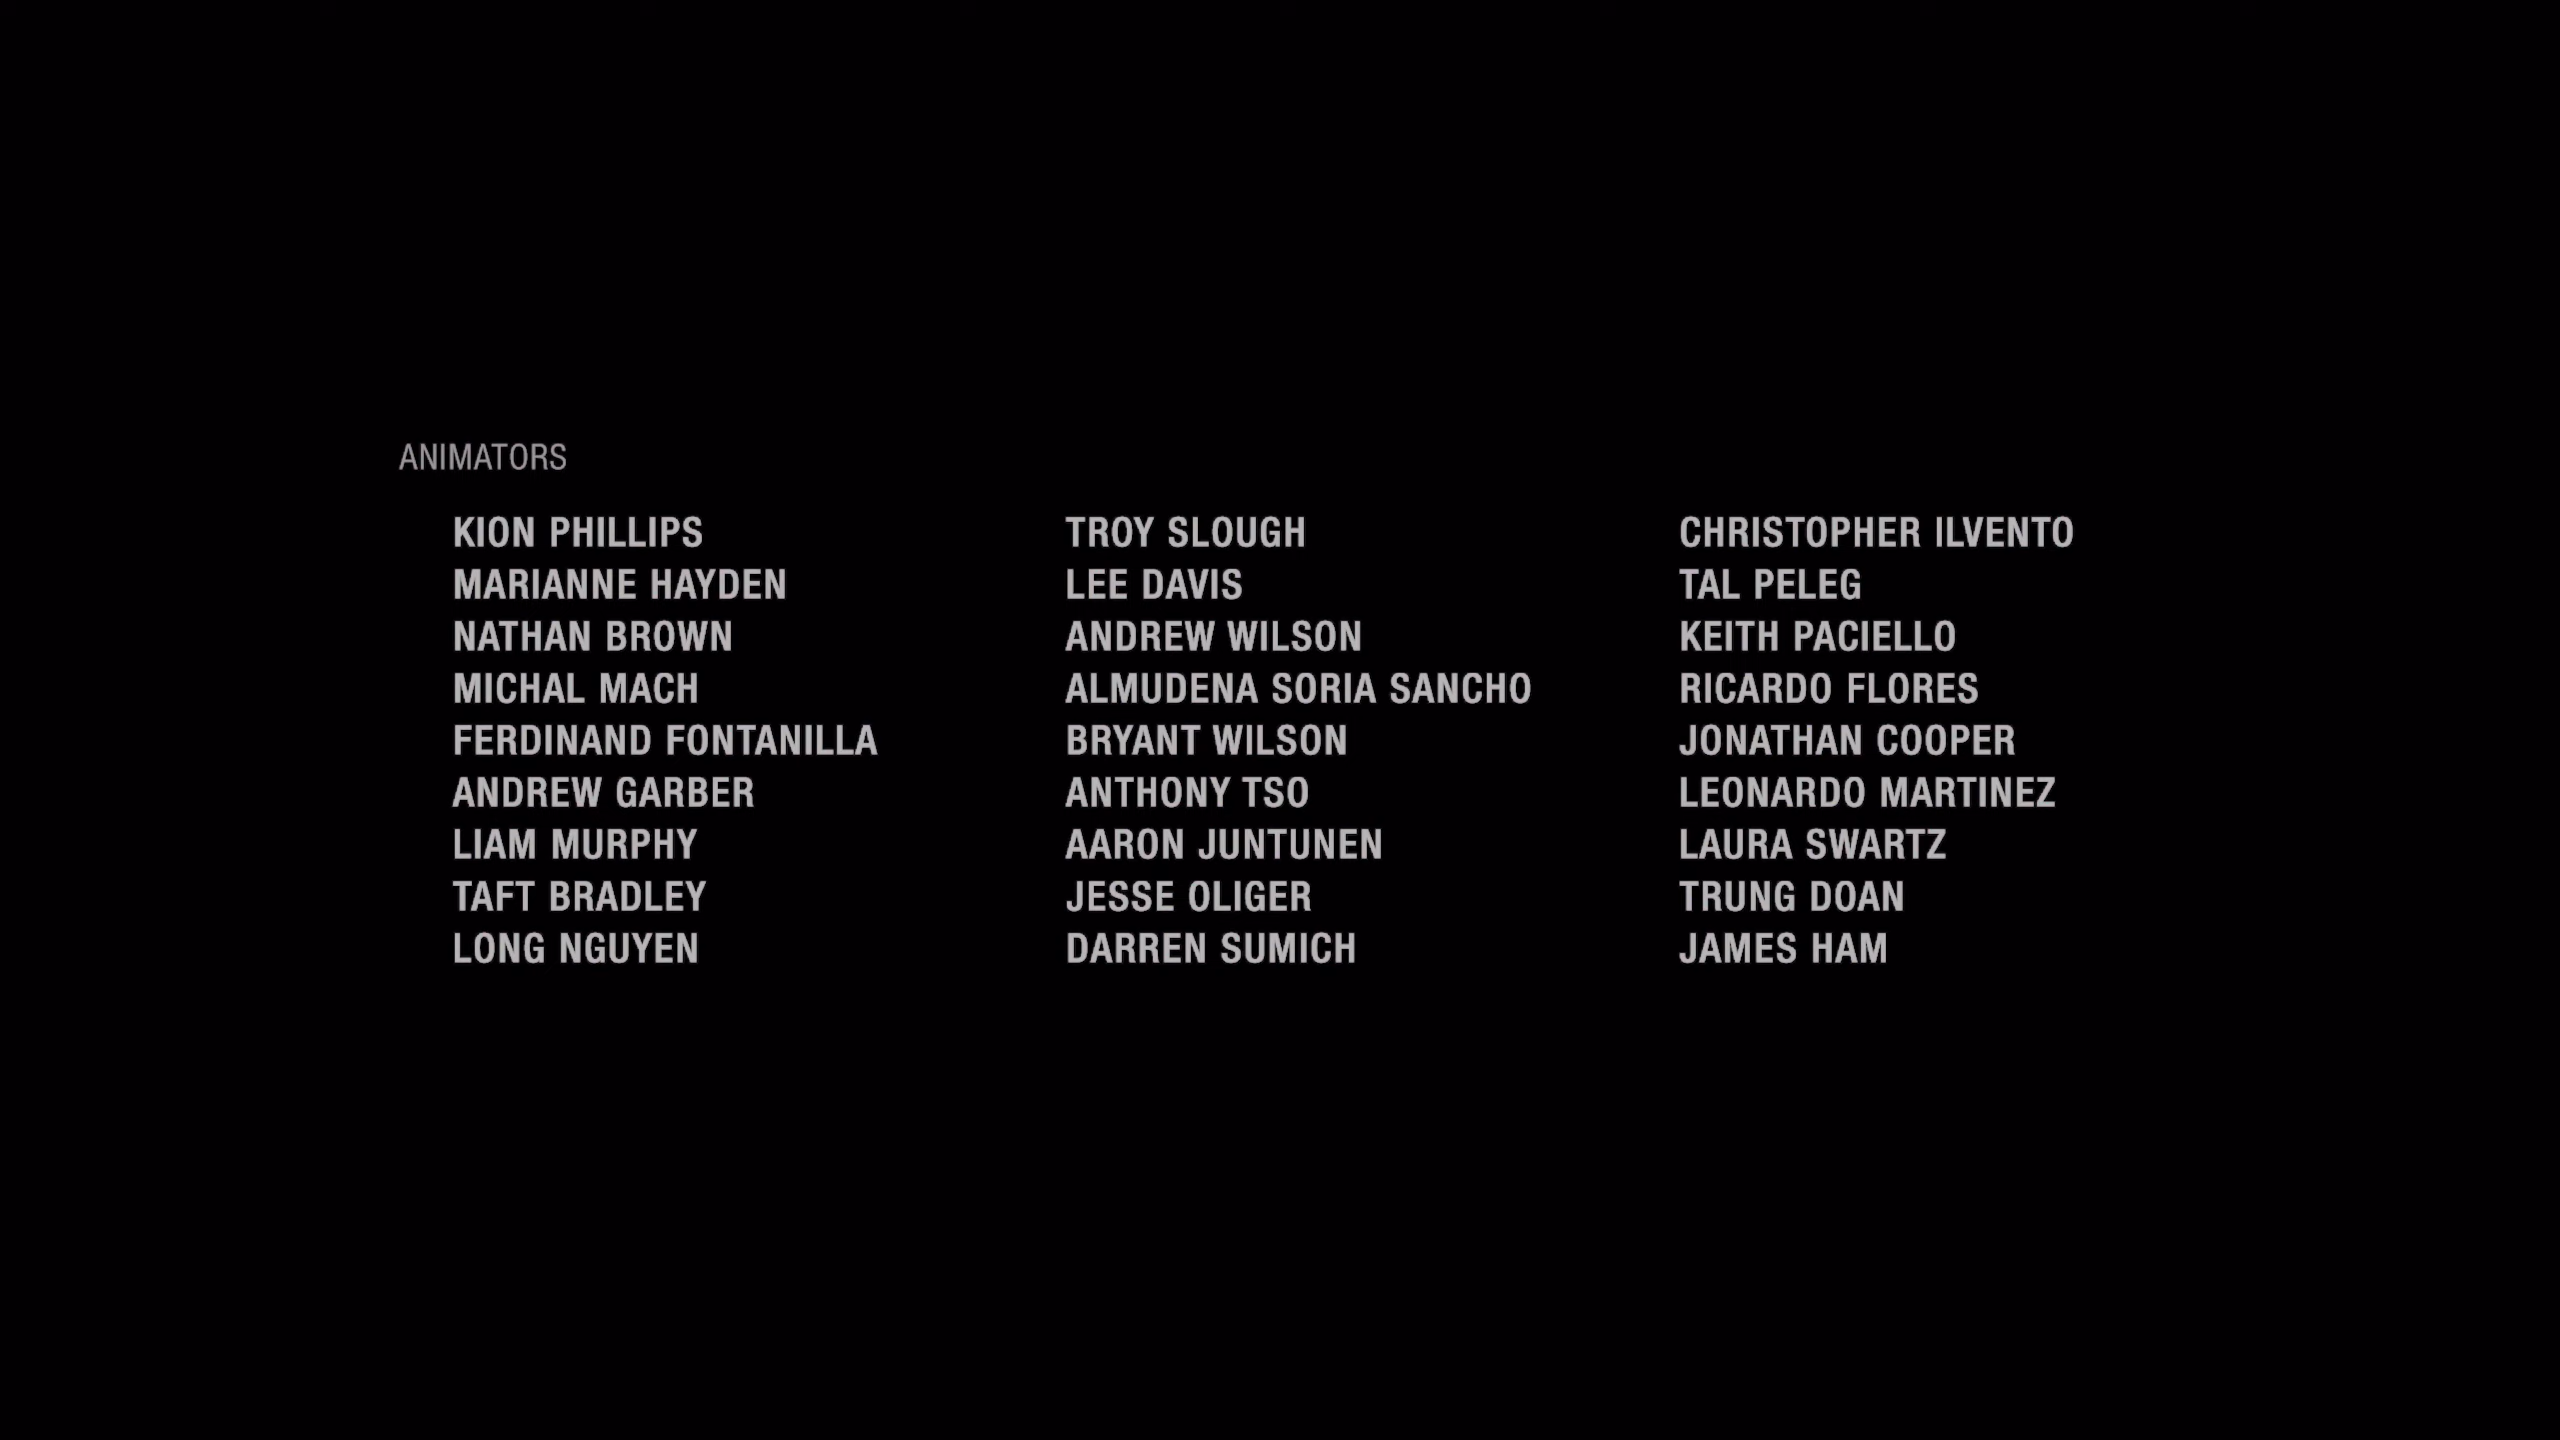 ANIMATORS
KION PHILLIPS
MARIANNE HAYDEN
NATHAN BROWN
MICHAL MACH
FERDINAND FONTANILLA
ANDREW GARBER
LIAM MURPHY
TAFT BRADLEY
LONG NGUYEN
TROY SLOUGH
LEE DAVIS
ANDREW WILSON
ALMUDENA SORIA SANCHO
BRYANT WILSON
ANTHONY TSO
AARON JUNTUNEN
JESSE OLIGER
DARREN SUMICH
CHRISTOPHER ILVENTO
TAL PELEG
KEITH PACIELLO
RICARDO FLORES
JONATHAN COOPER
LEONARDO MARTINEZ
LAURA SWARTZ
TRUNG DOAN
JAMES HAM